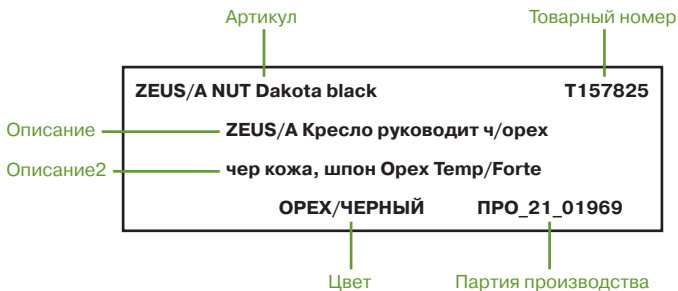 Артикул Товарный номер
ZEUS/A NUT Dakota black T157825
Описание ZEUS/A Кресло руководит ч/орех
Описание2 чер кожа, шпон Орех Temp/Forte
ОРЕХ/ЧЕРНЫЙ ПРО_21_01969
Цвет Партия производства